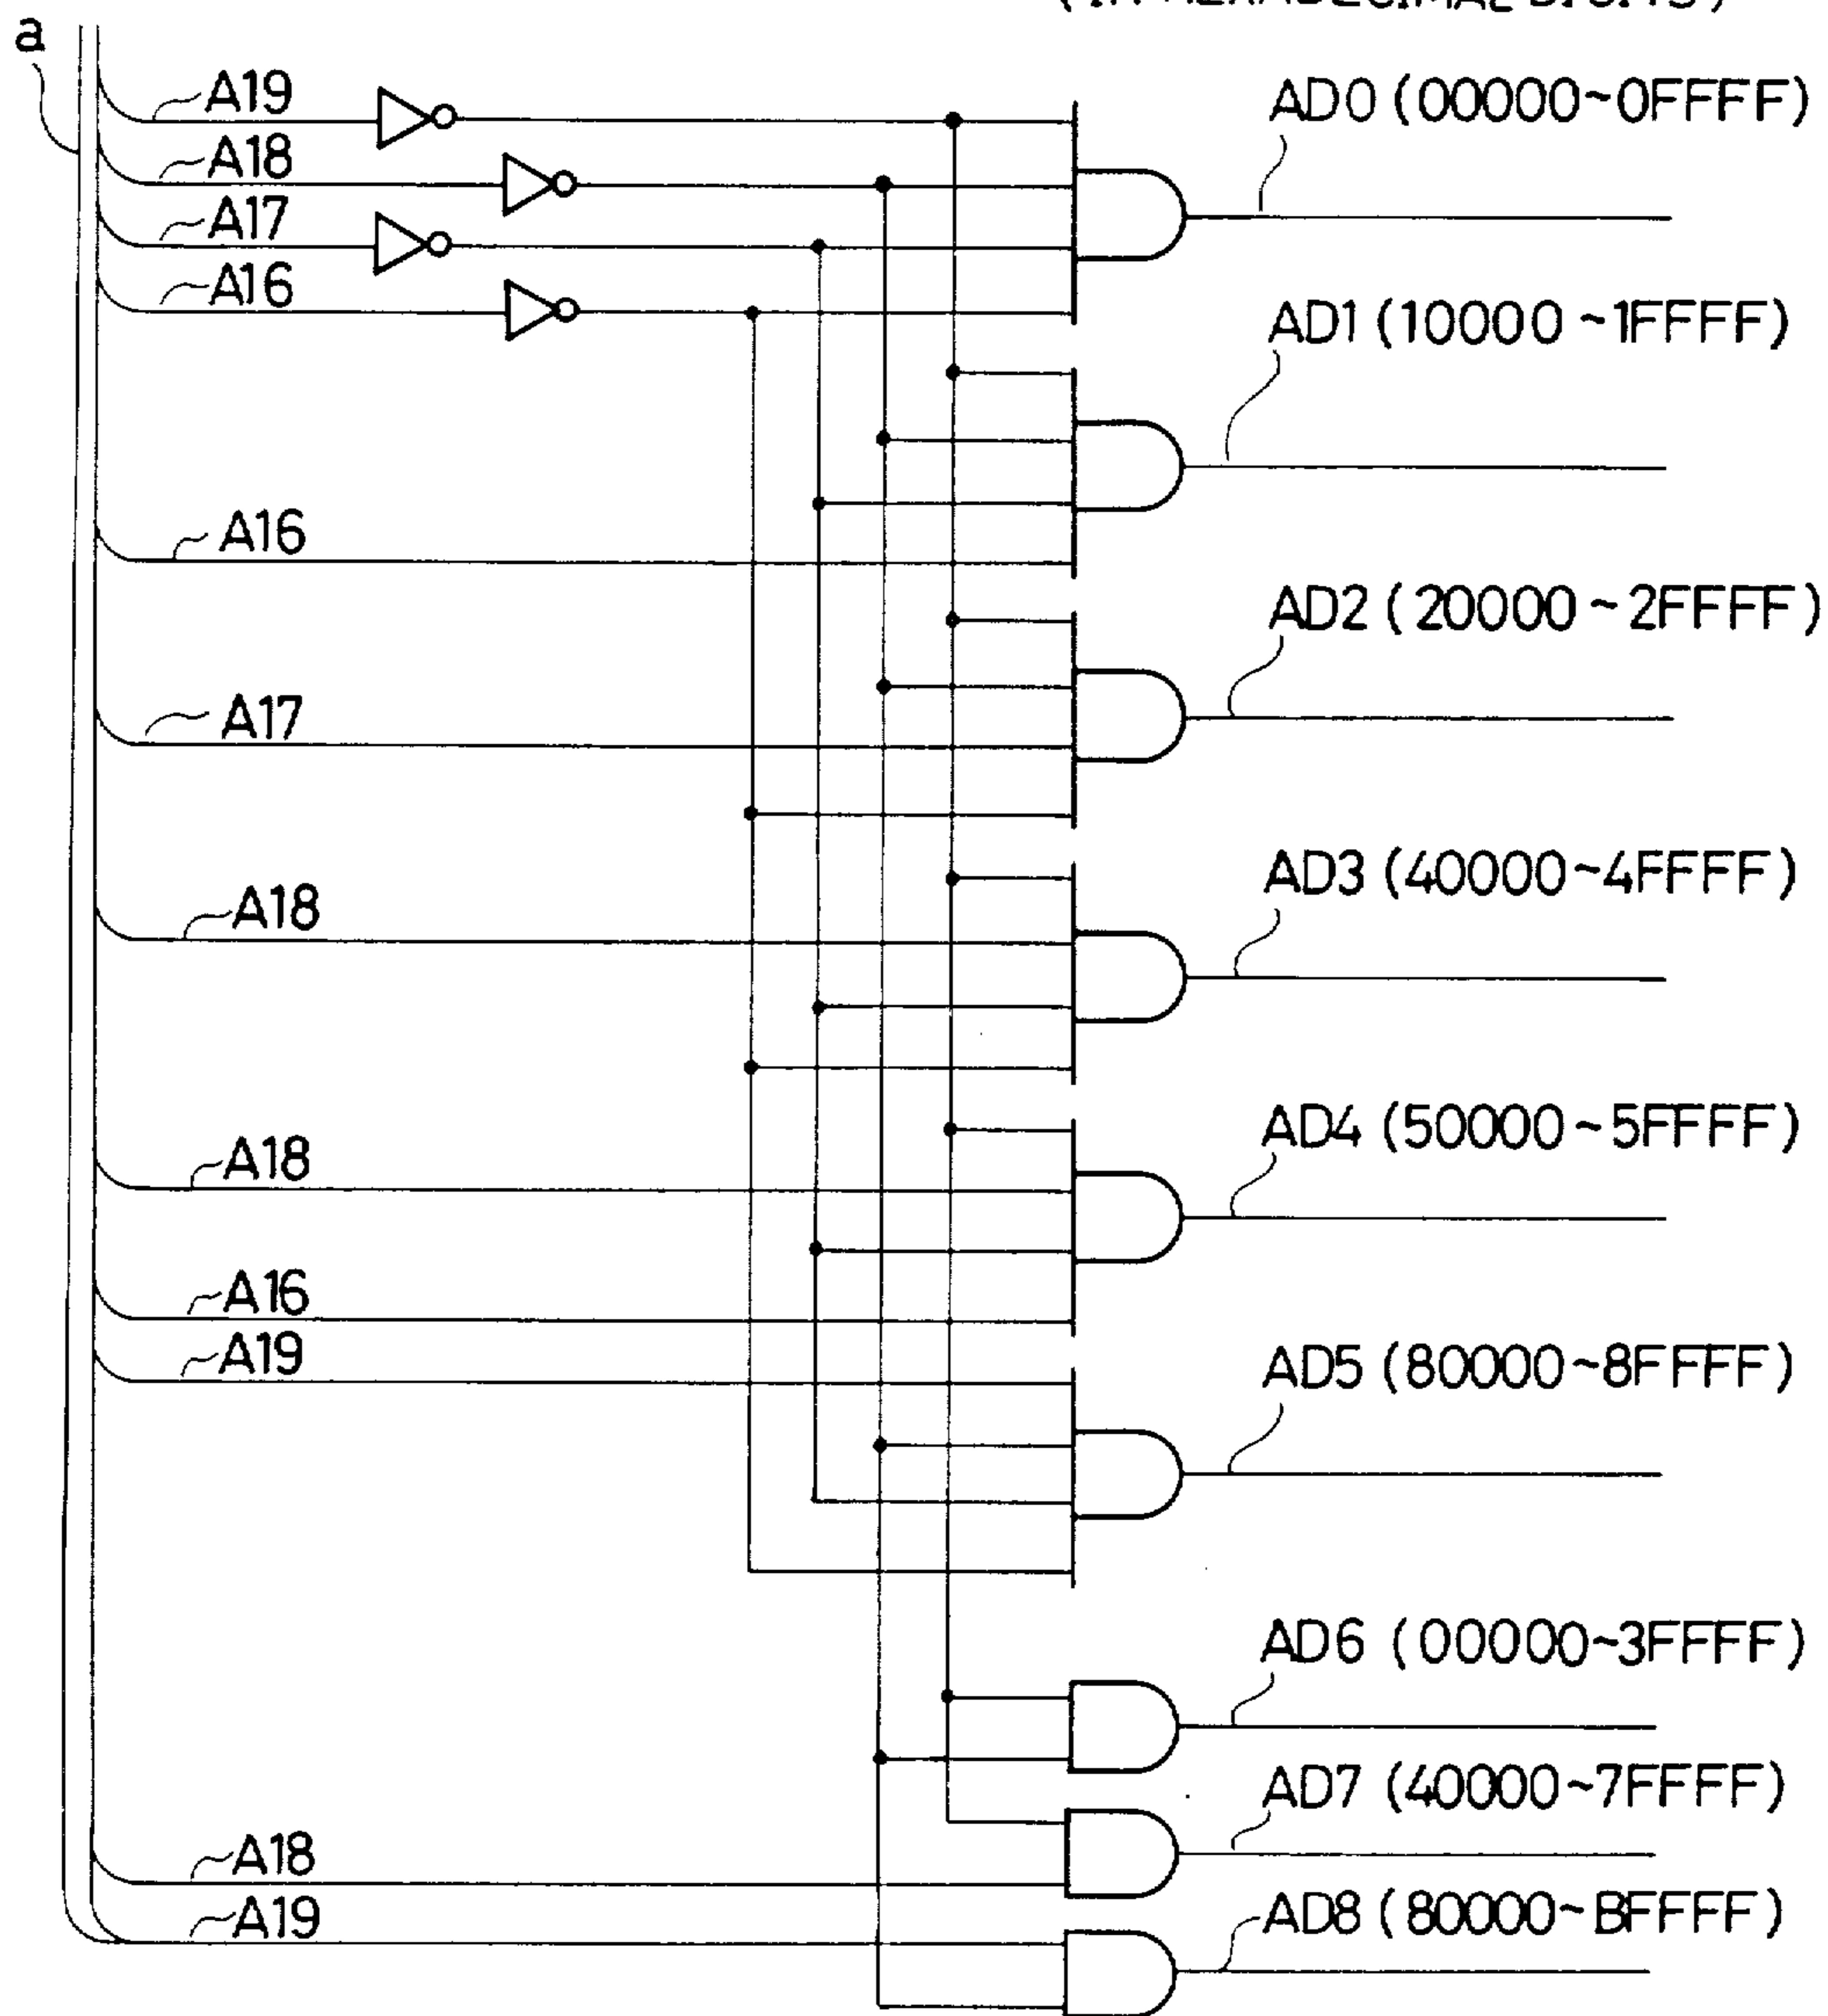 a
A19
AD0 (00000~0FFFF)
A18
A17
A16
AD1 (10000~1FFFF)
A16
AD2 (20000~2FFFF)
A17
AD3 (40000~4FFFF)
A18
AD4 (50000~5FFFF)
A18
A16
A19
AD5 (80000~8FFFF)
AD6 (00000~3FFFF)
AD7 (40000~7FFFF)
A18
A19
AD8 (80000~BFFFF)